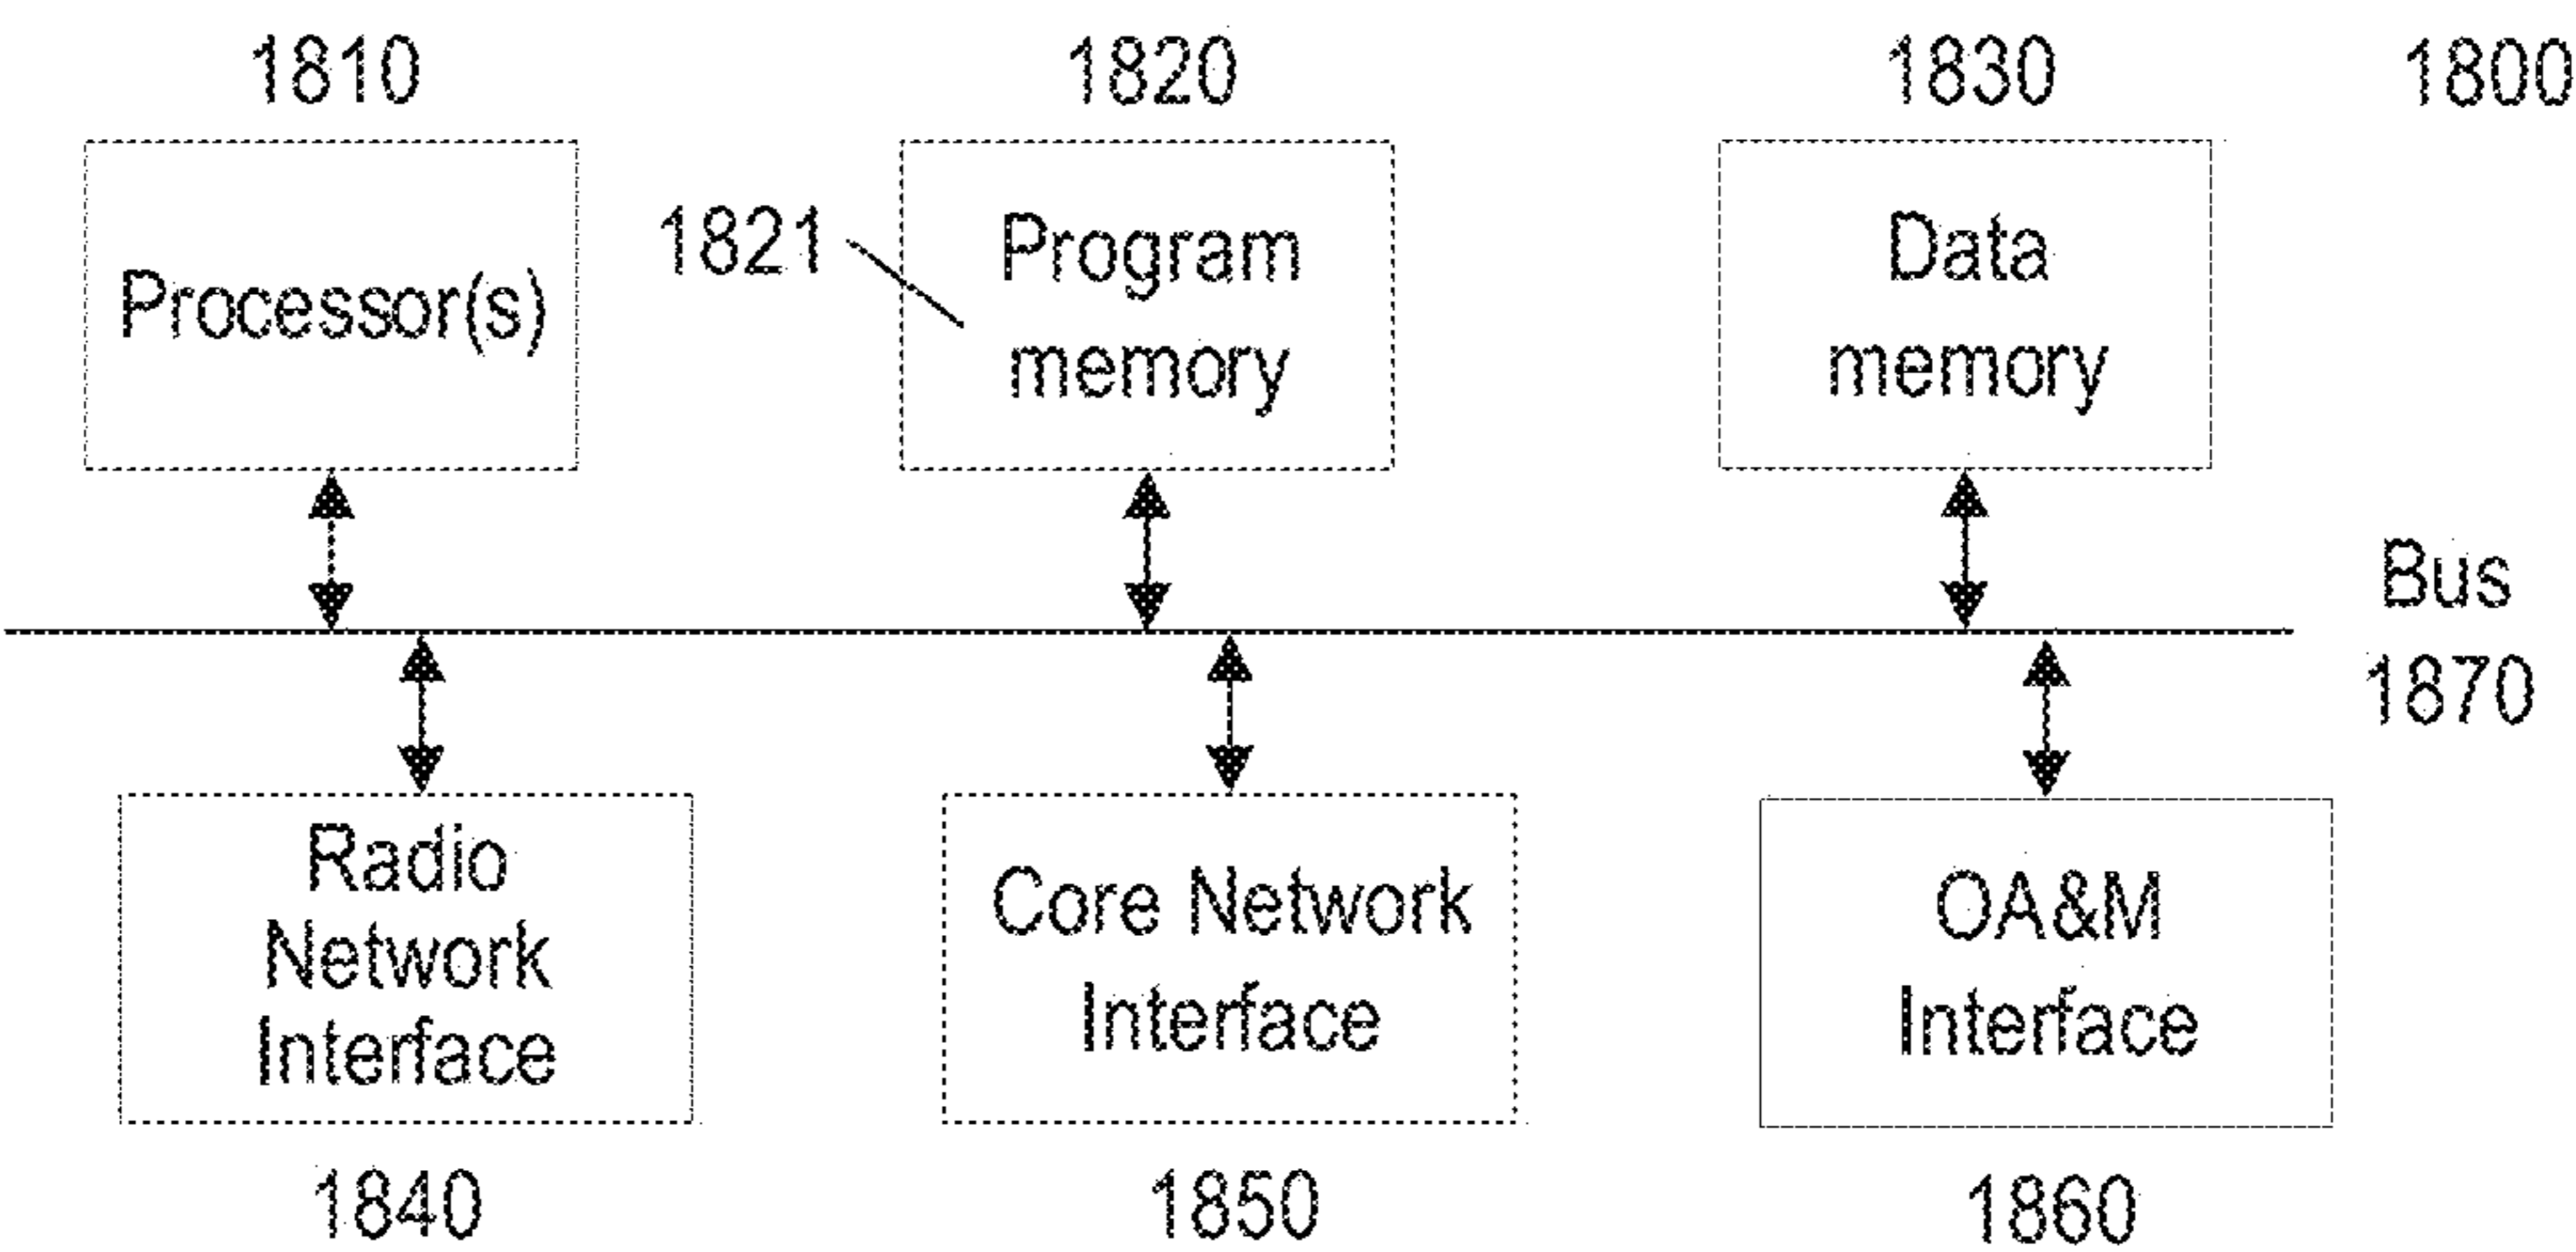 1810
1820
1830
1800
Processor(s)
1821
Program
memory
Data
memory
Bus
1870
Radio
Network
Interface
Core Network
Interface
OA&M
Interface
1840
1850
1860